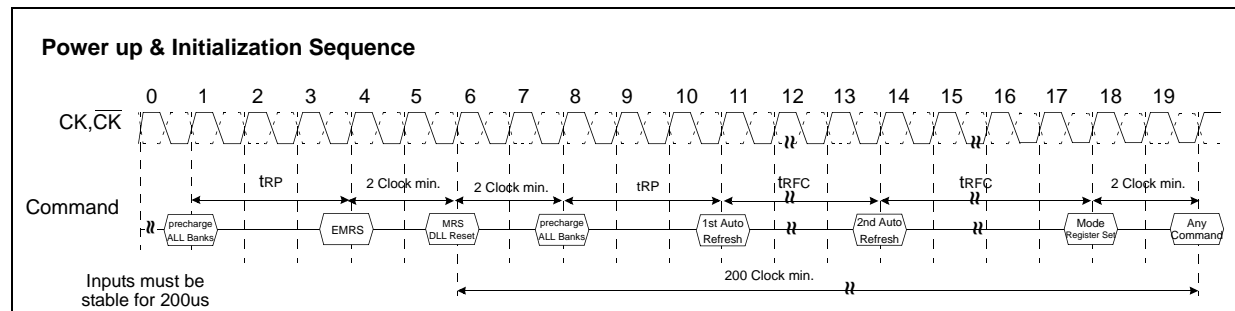 Power up & Initialization Sequence
0 1 2 3 4 5 6 7 8 9 10 11 12 13 14 15 16 17 18 19
CK,CK
tRP 2 Clock min. 2 Clock min. tRP tRFC tRFC 2 Clock min.
Command
precharge
ALL Banks
EMRS
MRS
DLL Reset
precharge
ALL Banks
1st Auto
Refresh
2nd Auto
Refresh
Mode
Register Set
Any
Command
200 Clock min.
Inputs must be
stable for 200us